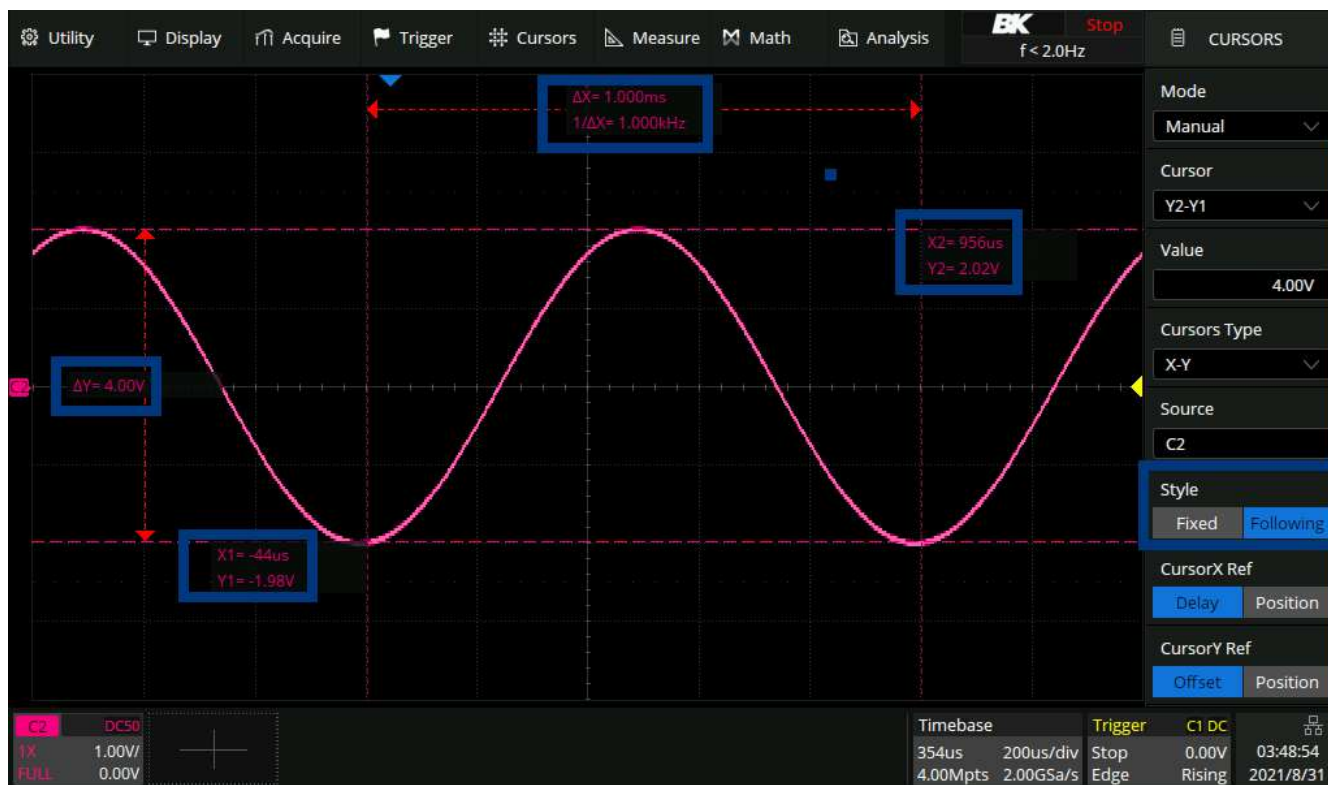 Utility Display Acquire Trigger Cursors Measure Math Analysis
BK Stop
f < 2.0Hz
CURSORS
ΔX= 1.000ms
1/ΔX= 1.000kHz
X2= 956us
Y2= 2.02V
C2
ΔY= 4.00V
X1= -44us
Y1= -1.98V
Mode
Manual
Cursor
Y2-Y1
Value
4.00V
Cursors Type
X-Y
Source
C2
Style
Fixed Following
CursorX Ref
Delay Position
CursorY Ref
Offset Position
C2 DC50
1X 1.00V/
FULL 0.00V
Timebase
354us 200us/div
4.00Mpts 2.00GSa/s
Trigger C1 DC
Stop 0.00V
Edge Rising
03:48:54
2021/8/31